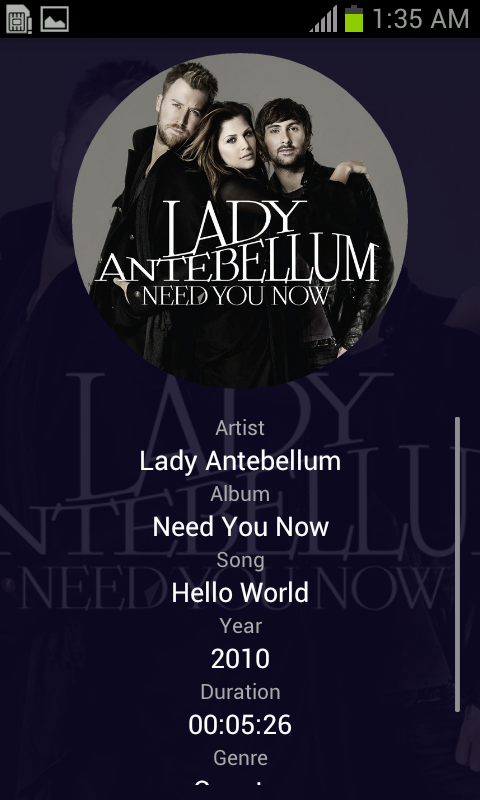 1:35 AM
LADY
ANTEBELLUM
NEED YOU NOW
Artist
Lady Antebellum
Album
Need You Now
Song
Hello World
Year
2010
Duration
00:05:26
Genre